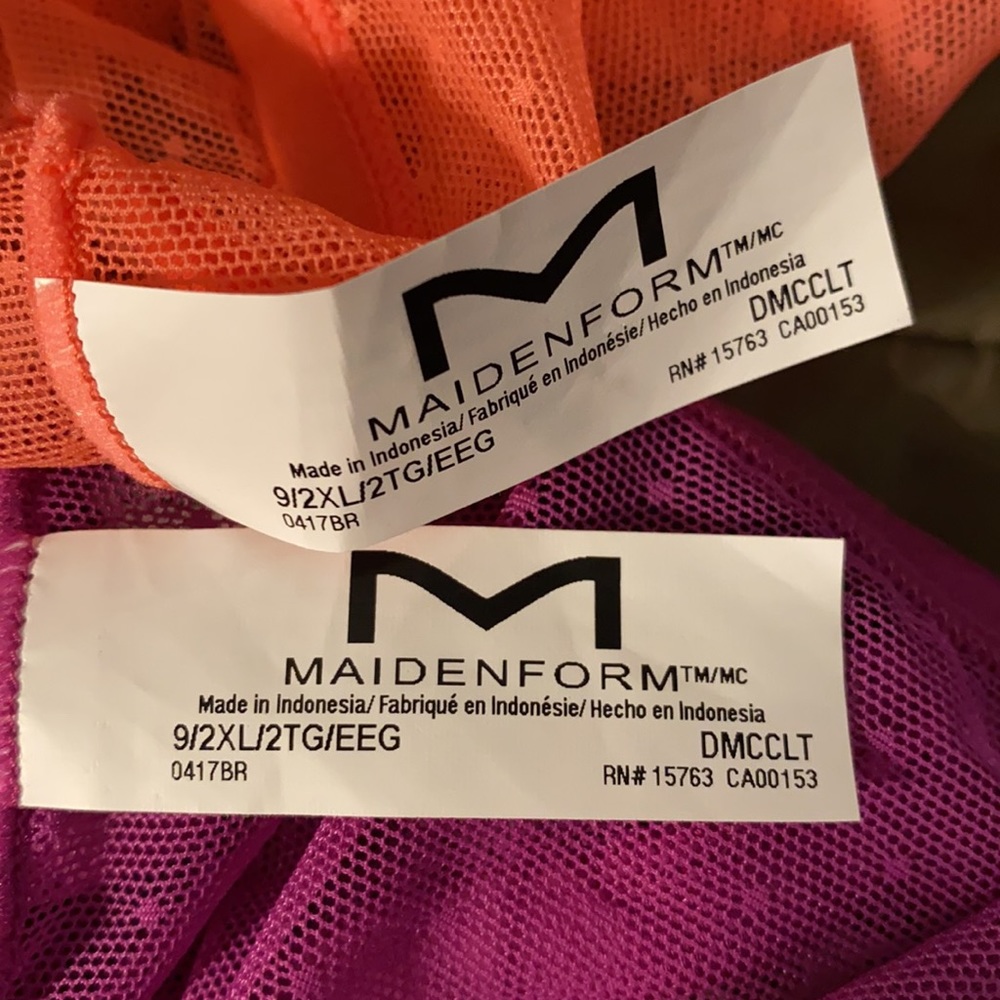 M
MAIDENFORM™/MC
Made in Indonesia/ Fabriqué en Indonésie/ Hecho en Indonesia
9/2XL/2TG/EEG DMCCLT
0417BR RN# 15763 CA00153
M
MAIDENFORM™/MC
Made in Indonesia/ Fabriqué en Indonésie/ Hecho en Indonesia
9/2XL/2TG/EEG DMCCLT
0417BR RN# 15763 CA00153